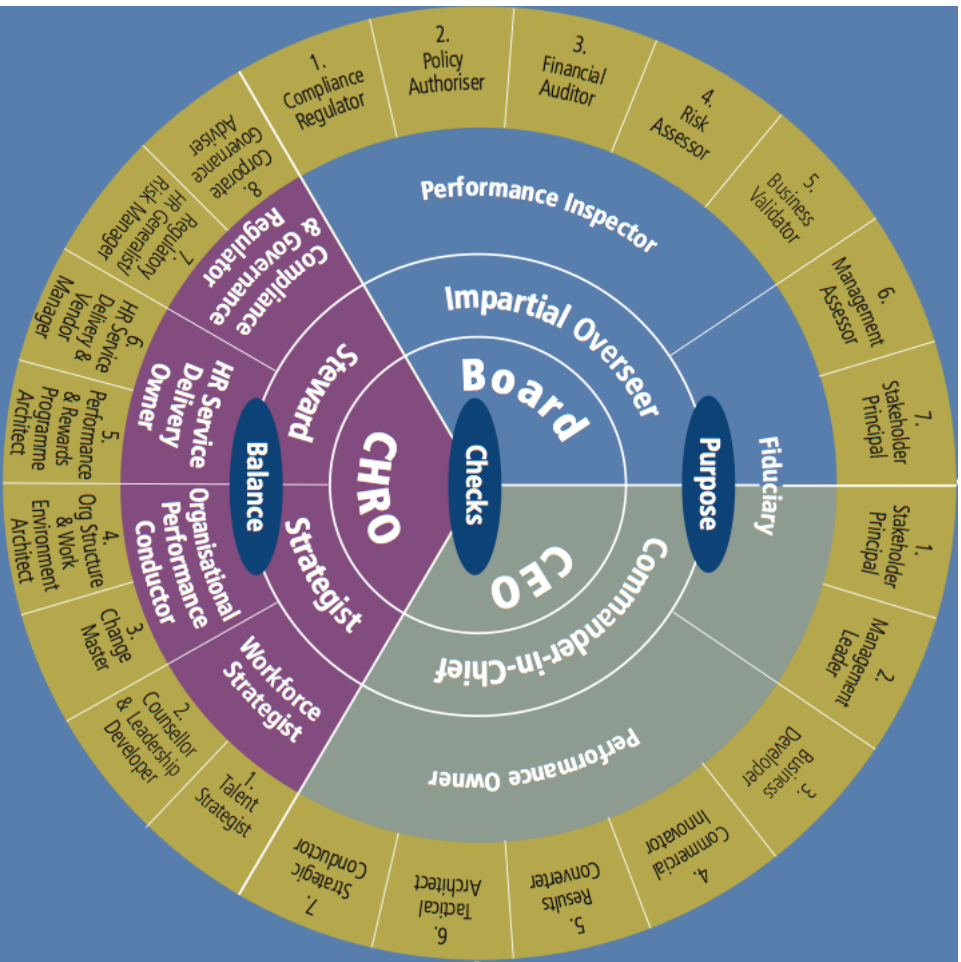 1.
Compliance
Regulator
2.
Policy
Authoriser
3.
Financial
Auditor
4.
Risk
Assessor
5.
Business
Validator
6.
Management
Assessor
7.
Stakeholder
Principal
Performance Inspector
Impartial Overseer
Board
Fiduciary
Purpose
Checks
Balance
CEO
Commander-in-Chief
Performance Owner
1.
Stakeholder
Principal
2.
Management
Leader
3.
Business
Developer
4.
Commercial
Innovator
5.
Results
Converter
6.
Tactical
Architect
7.
Strategic
Conductor
CHRO
Strategist
Steward
Workforce
Strategist
Organisational
Performance
Conductor
HR Service
Delivery
Owner
Compliance
& Governance
Regulator
1.
Talent
Strategist
2.
Counsellor
& Leadership
Developer
3.
Change
Master
4.
Org Structure
& Work
Environment
Architect
5.
Performance
& Rewards
Programme
Architect
6.
HR Service
Delivery &
Vendor
Manager
7.
Regulatory
HR Generalist/
Risk Manager
8.
Corporate
Governance
Adviser